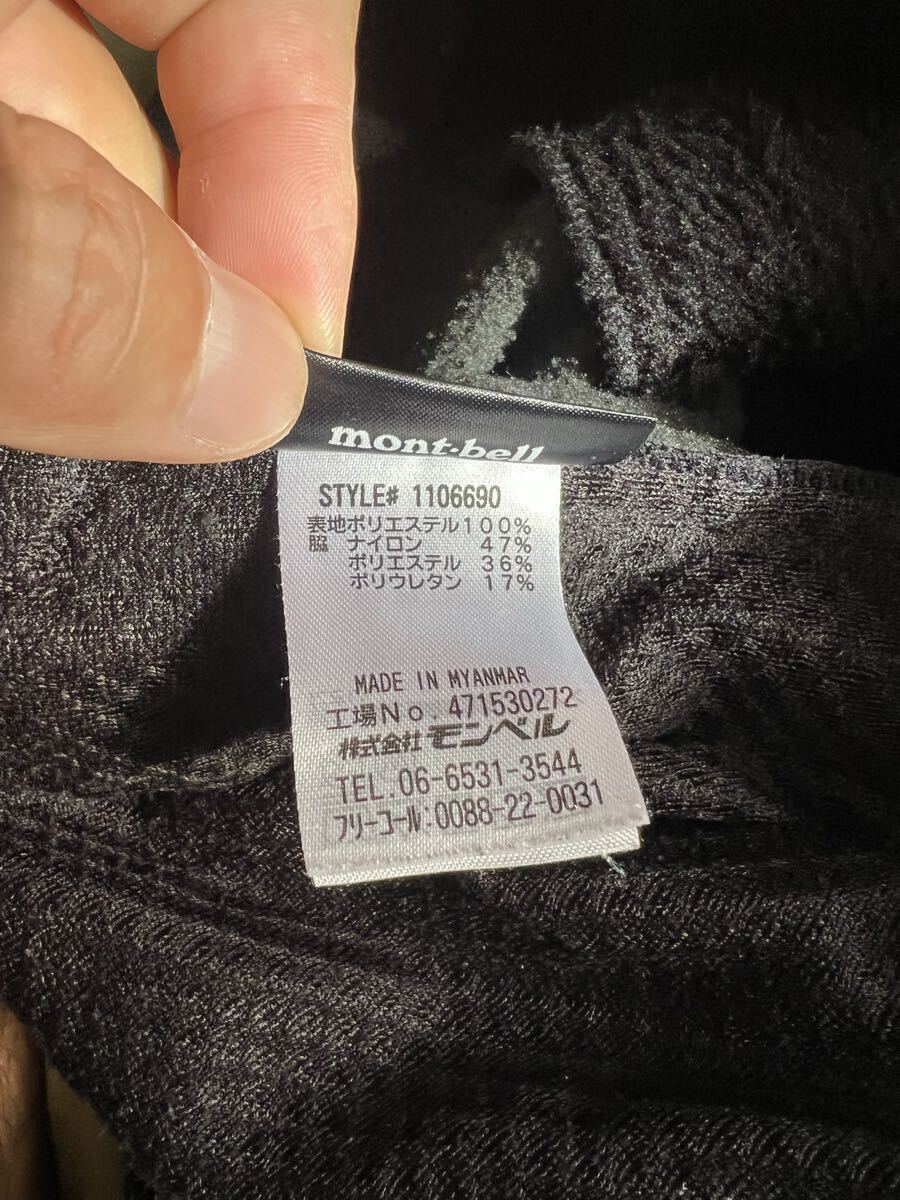 mont·bell
STYLE# 1106690
表地ポリエステル100%
脇 ナイロン 47%
ポリエステル 36%
ポリウレタン 17%
MADE IN MYANMAR
工場No. 471530272
株式会社モンベル
TEL.06-6531-3544
フリーコール:0088-22-0031